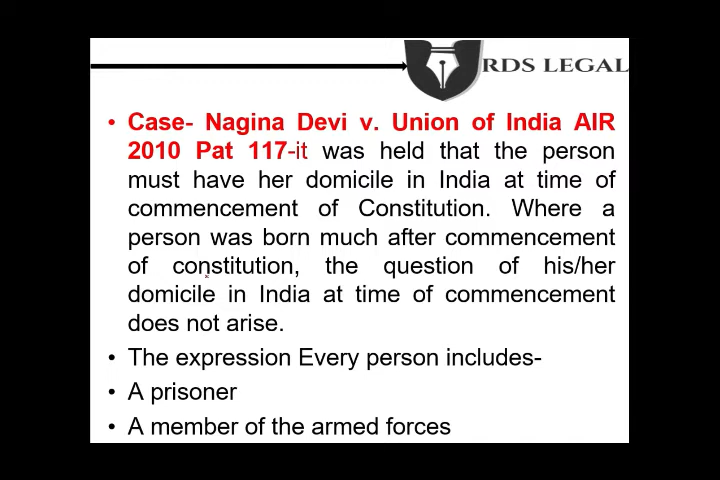 RDS LEGAL
• Case- Nagina Devi v. Union of India AIR
2010 Pat 117-it was held that the person
must have her domicile in India at time of
commencement of Constitution. Where a
person was born much after commencement
of constitution, the question of his/her
domicile in India at time of commencement
does not arise.
• The expression Every person includes-
• A prisoner
• A member of the armed forces